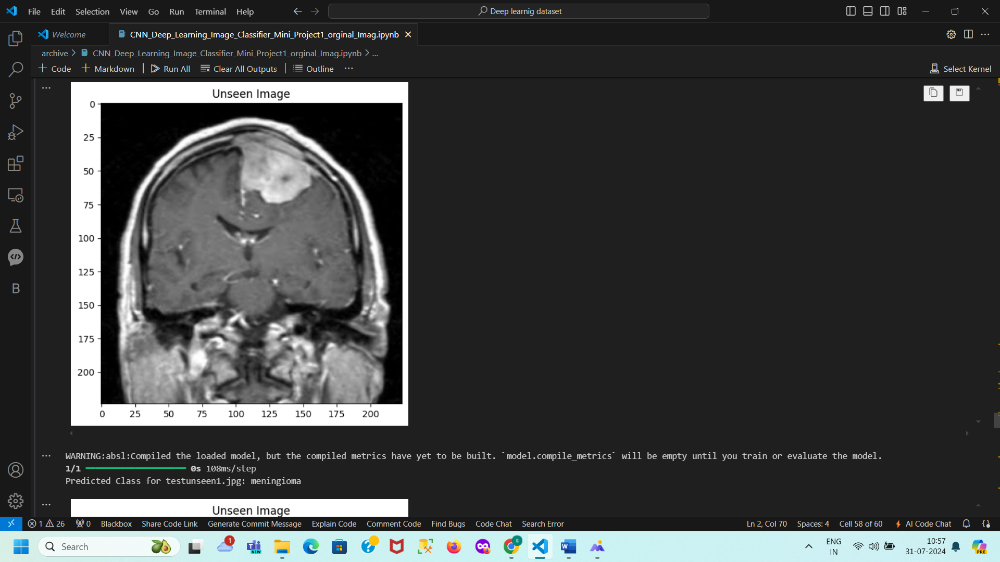 File Edit Selection View Go Run Terminal Help
Deep learnig dataset
Welcome
CNN_Deep_Learning_Image_Classifier_Mini_Project1_orginal_Imag.ipynb
archive > CNN_Deep_Learning_Image_Classifier_Mini_Project1_orginal_Imag.ipynb > ...
+ Code + Markdown | Run All Clear All Outputs | Outline ...
Select Kernel
Unseen Image
0
25
50
75
100
125
150
175
200
0 25 50 75 100 125 150 175 200
WARNING:absl:Compiled the loaded model, but the compiled metrics have yet to be built. `model.compile_metrics` will be empty until you train or evaluate the model.
1/1 0s 108ms/step
Predicted Class for testunseen1.jpg: meningioma
Unseen Image
B
1 26 0 Blackbox Share Code Link Generate Commit Message Explain Code Comment Code Find Bugs Code Chat Search Error
Ln 2, Col 70 Spaces: 4 Cell 58 of 60 AI Code Chat
Search
1
NEW
S
ENG
IN
10:57
31-07-2024
PRE